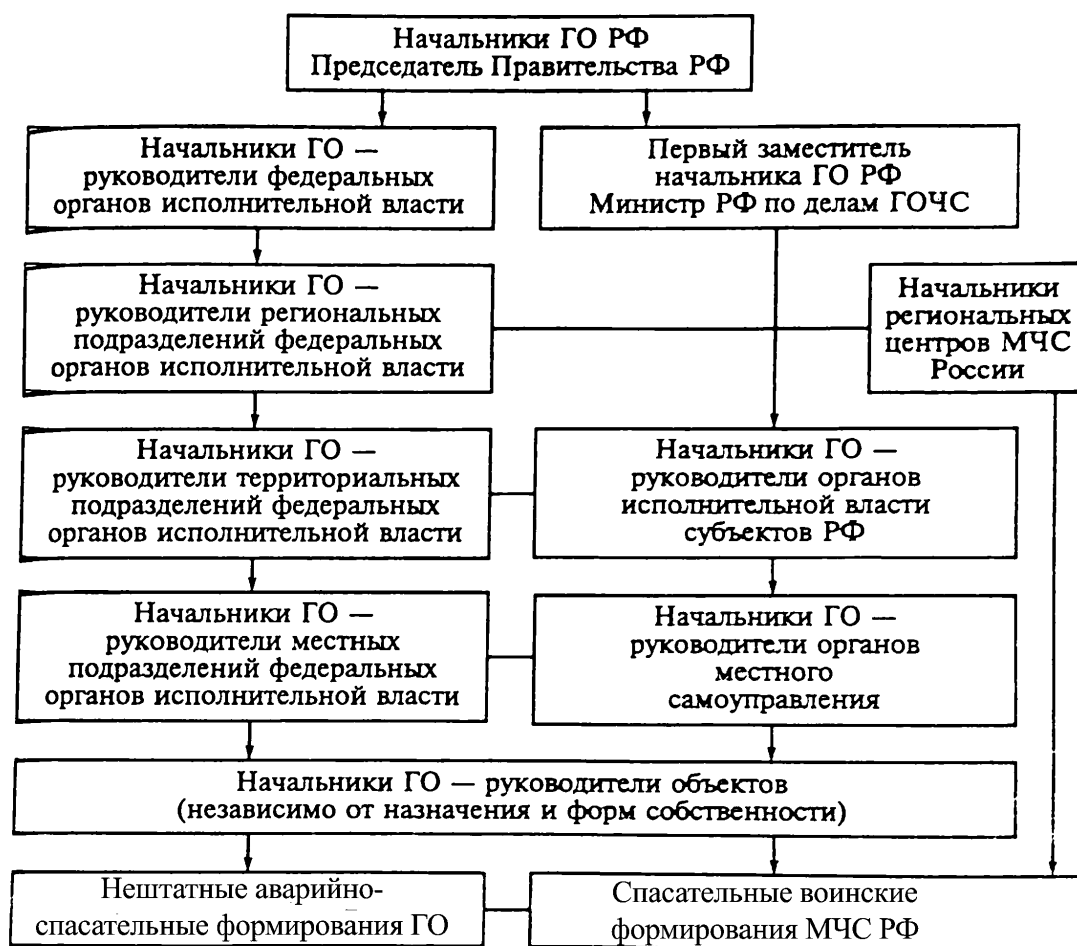 Начальники ГО РФ
Председатель Правительства РФ
Начальники ГО —
руководители федеральных
органов исполнительной власти
Первый заместитель
начальника ГО РФ
Министр РФ по делам ГОЧС
Начальники ГО —
руководители региональных
подразделений федеральных
органов исполнительной власти
Начальники
региональных
центров МЧС
России
Начальники ГО —
руководители территориальных
подразделений федеральных
органов исполнительной власти
Начальники ГО —
руководители органов
исполнительной власти
субъектов РФ
Начальники ГО —
руководители местных
подразделений федеральных
органов исполнительной власти
Начальники ГО —
руководители органов
местного
самоуправления
Начальники ГО — руководители объектов
(независимо от назначения и форм собственности)
Нештатные аварийно-
спасательные формирования ГО
Спасательные воинские
формирования МЧС РФ